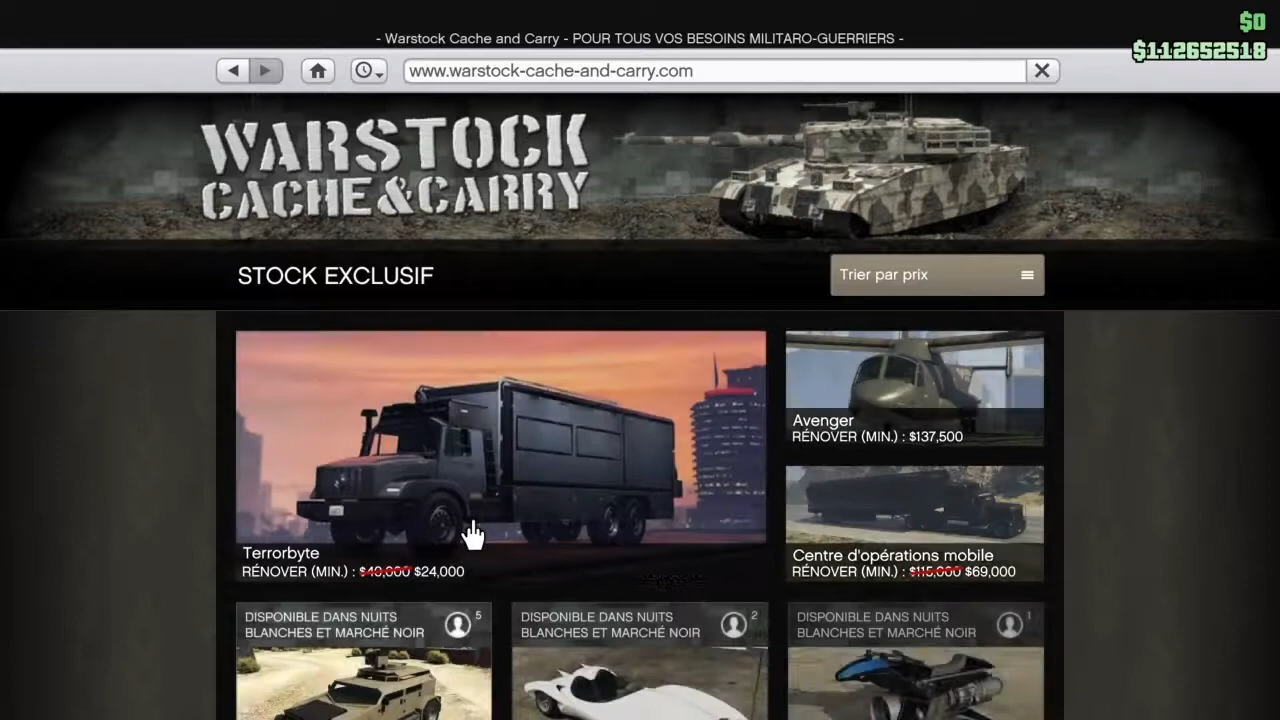 - Warstock Cache and Carry - POUR TOUS VOS BESOINS MILITARO-GUERRIERS -
$0
$112652518
www.warstock-cache-and-carry.com
WARSTOCK
CACHE&CARRY
STOCK EXCLUSIF
Trier par prix
Terrorbyte
RÉNOVER (MIN.) : $40,000 $24,000
Avenger
RÉNOVER (MIN.) : $137,500
Centre d'opérations mobile
RÉNOVER (MIN.) : $115,000 $69,000
DISPONIBLE DANS NUITS
BLANCHES ET MARCHÉ NOIR
5
DISPONIBLE DANS NUITS
BLANCHES ET MARCHÉ NOIR
2
DISPONIBLE DANS NUITS
BLANCHES ET MARCHÉ NOIR
1